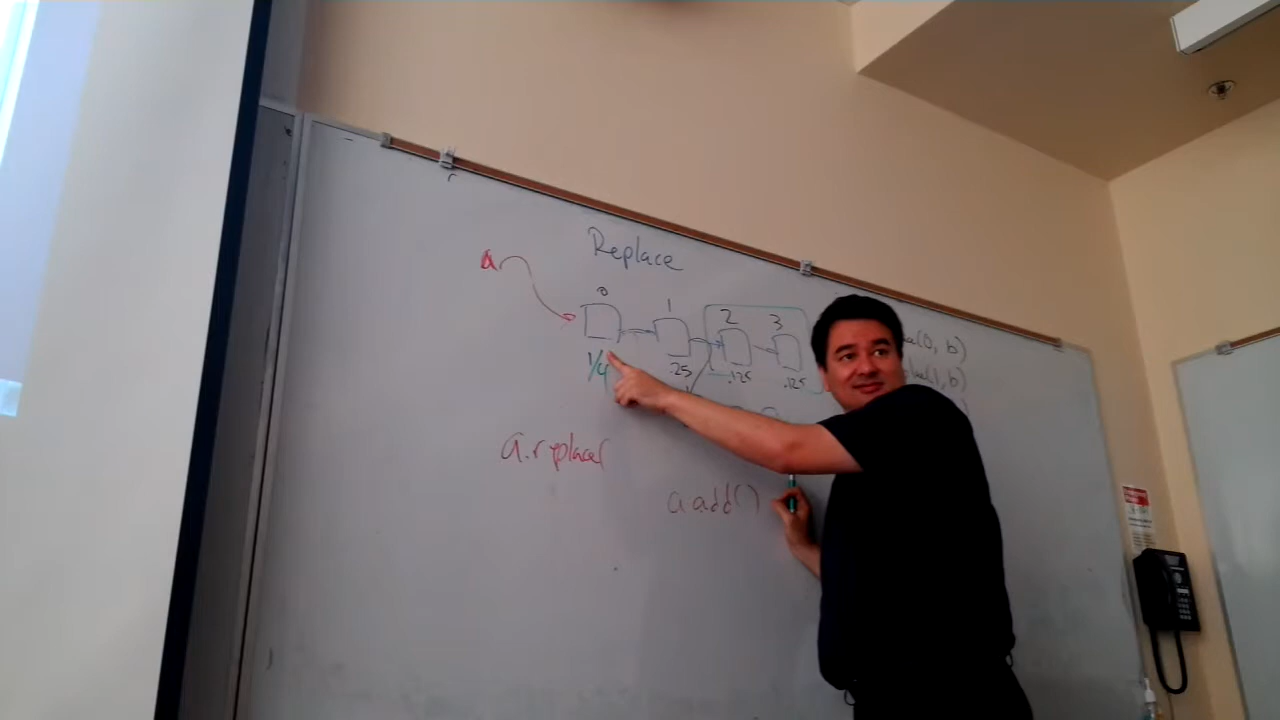 Replace
a
0 1 2 3
1/4 .25 .125 .125
(0, b)
(1, b)
a.replace(
a add()